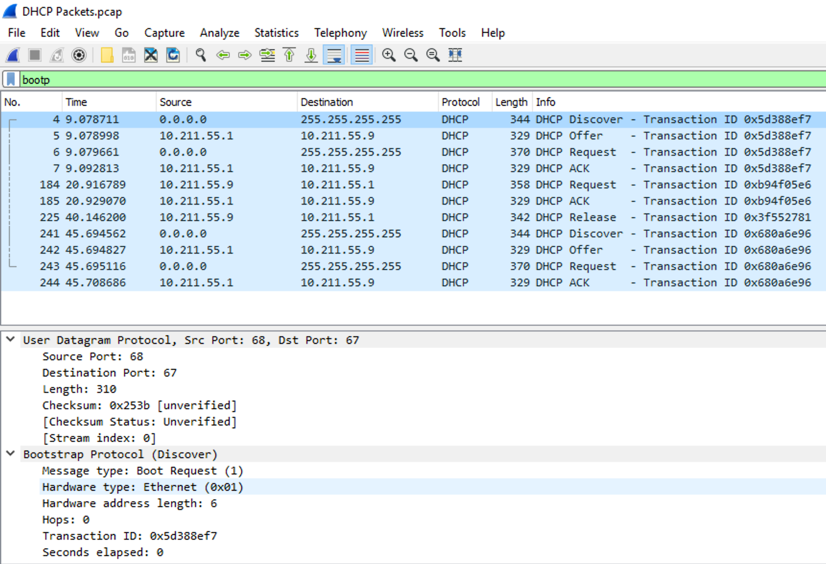 DHCP Packets.pcap
File Edit View Go Capture Analyze Statistics Telephony Wireless Tools Help
bootp
No. Time Source Destination Protocol Length Info
4 9.078711 0.0.0.0 255.255.255.255 DHCP 344 DHCP Discover - Transaction ID 0x5d388ef7
5 9.078998 10.211.55.1 10.211.55.9 DHCP 329 DHCP Offer - Transaction ID 0x5d388ef7
6 9.079661 0.0.0.0 255.255.255.255 DHCP 370 DHCP Request - Transaction ID 0x5d388ef7
7 9.092813 10.211.55.1 10.211.55.9 DHCP 329 DHCP ACK - Transaction ID 0x5d388ef7
184 20.916789 10.211.55.9 10.211.55.1 DHCP 358 DHCP Request - Transaction ID 0xb94f05e6
185 20.929070 10.211.55.1 10.211.55.9 DHCP 329 DHCP ACK - Transaction ID 0xb94f05e6
225 40.146200 10.211.55.9 10.211.55.1 DHCP 342 DHCP Release - Transaction ID 0x3f552781
241 45.694562 0.0.0.0 255.255.255.255 DHCP 344 DHCP Discover - Transaction ID 0x680a6e96
242 45.694827 10.211.55.1 10.211.55.9 DHCP 329 DHCP Offer - Transaction ID 0x680a6e96
243 45.695116 0.0.0.0 255.255.255.255 DHCP 370 DHCP Request - Transaction ID 0x680a6e96
244 45.708686 10.211.55.1 10.211.55.9 DHCP 329 DHCP ACK - Transaction ID 0x680a6e96
User Datagram Protocol, Src Port: 68, Dst Port: 67
Source Port: 68
Destination Port: 67
Length: 310
Checksum: 0x253b [unverified]
[Checksum Status: Unverified]
[Stream index: 0]
Bootstrap Protocol (Discover)
Message type: Boot Request (1)
Hardware type: Ethernet (0x01)
Hardware address length: 6
Hops: 0
Transaction ID: 0x5d388ef7
Seconds elapsed: 0